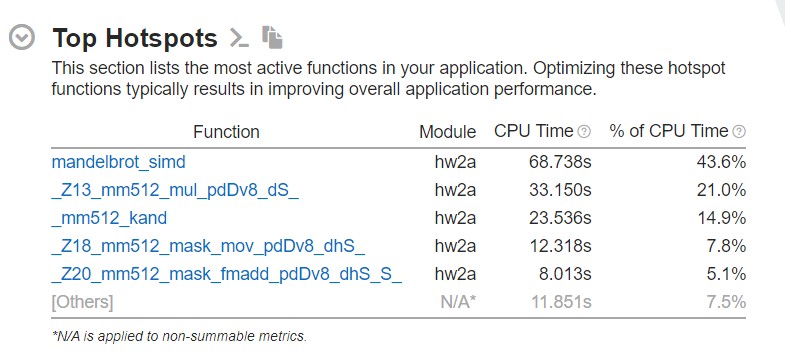 Top Hotspots
This section lists the most active functions in your application. Optimizing these hotspot
functions typically results in improving overall application performance.
Function Module CPU Time % of CPU Time
mandelbrot_simd hw2a 68.738s 43.6%
_Z13_mm512_mul_pdDv8_dS_ hw2a 33.150s 21.0%
_mm512_kand hw2a 23.536s 14.9%
_Z18_mm512_mask_mov_pdDv8_dhS_ hw2a 12.318s 7.8%
_Z20_mm512_mask_fmadd_pdDv8_dhS_S_ hw2a 8.013s 5.1%
[Others] N/A* 11.851s 7.5%
*N/A is applied to non-summable metrics.